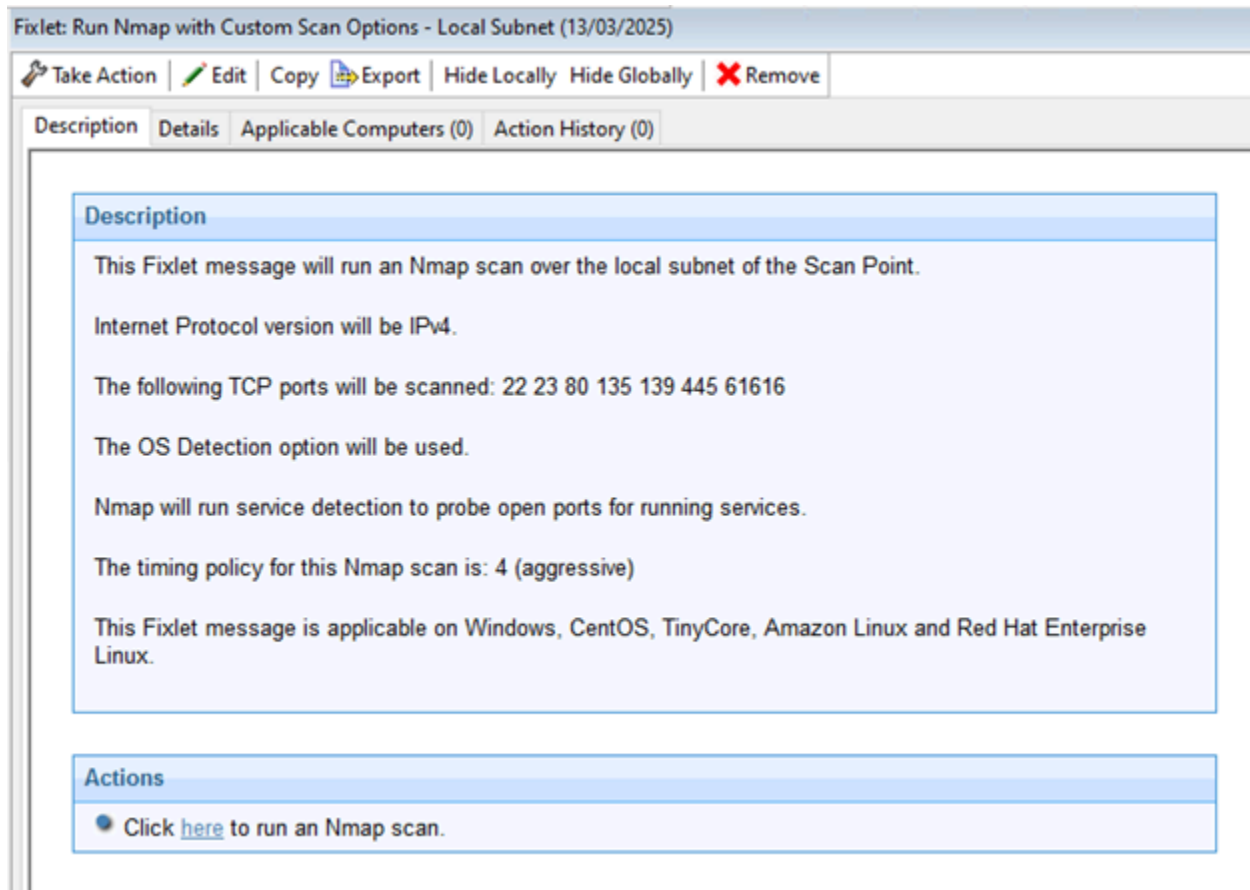 Fixlet: Run Nmap with Custom Scan Options - Local Subnet (13/03/2025)
Take Action Edit Copy Export Hide Locally Hide Globally Remove
Description Details Applicable Computers (0) Action History (0)
Description
This Fixlet message will run an Nmap scan over the local subnet of the Scan Point.
Internet Protocol version will be IPv4.
The following TCP ports will be scanned: 22 23 80 135 139 445 61616
The OS Detection option will be used.
Nmap will run service detection to probe open ports for running services.
The timing policy for this Nmap scan is: 4 (aggressive)
This Fixlet message is applicable on Windows, CentOS, TinyCore, Amazon Linux and Red Hat Enterprise
Linux.
Actions
Click here to run an Nmap scan.